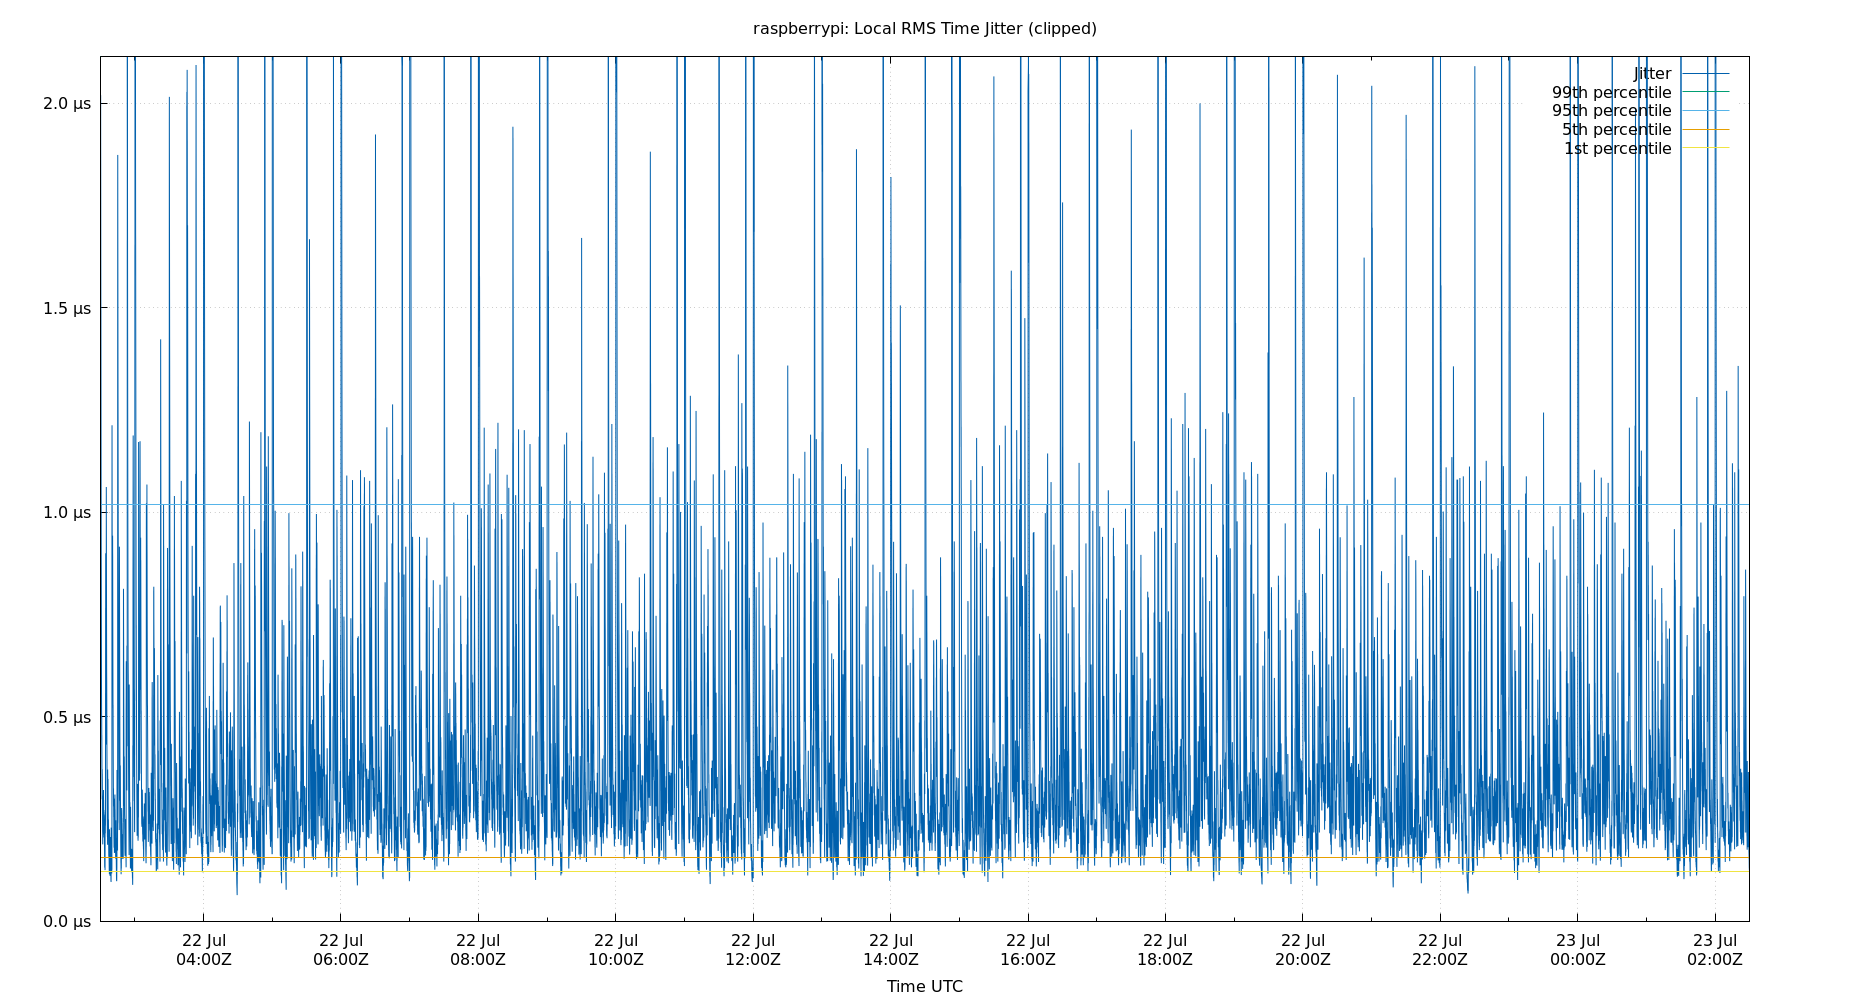 raspberrypi: Local RMS Time Jitter (clipped)
Jitter
99th percentile
95th percentile
5th percentile
1st percentile
2.0 µs
1.5 µs
1.0 µs
0.5 µs
0.0 µs
22 Jul 22 Jul 22 Jul 22 Jul 22 Jul 22 Jul 22 Jul 22 Jul 22 Jul 22 Jul 23 Jul 23 Jul
04:00Z 06:00Z 08:00Z 10:00Z 12:00Z 14:00Z 16:00Z 18:00Z 20:00Z 22:00Z 00:00Z 02:00Z
Time UTC